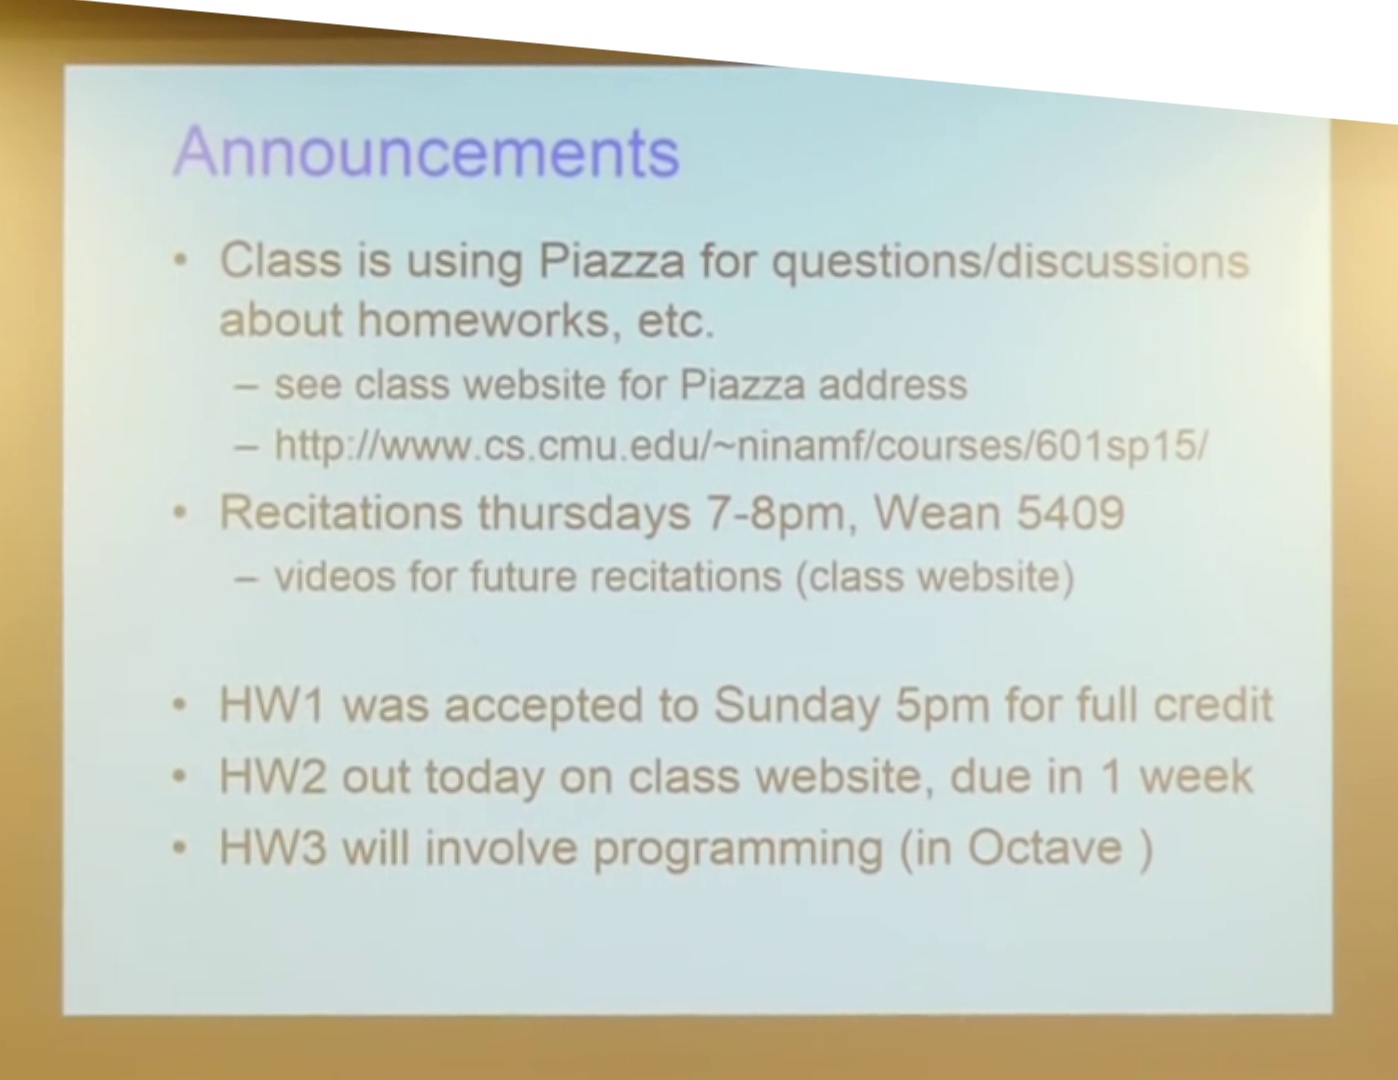 Announcements
• Class is using Piazza for questions/discussions
about homeworks, etc.
– see class website for Piazza address
– http://www.cs.cmu.edu/~ninamf/courses/601sp15/
• Recitations thursdays 7-8pm, Wean 5409
– videos for future recitations (class website)
• HW1 was accepted to Sunday 5pm for full credit
• HW2 out today on class website, due in 1 week
• HW3 will involve programming (in Octave )